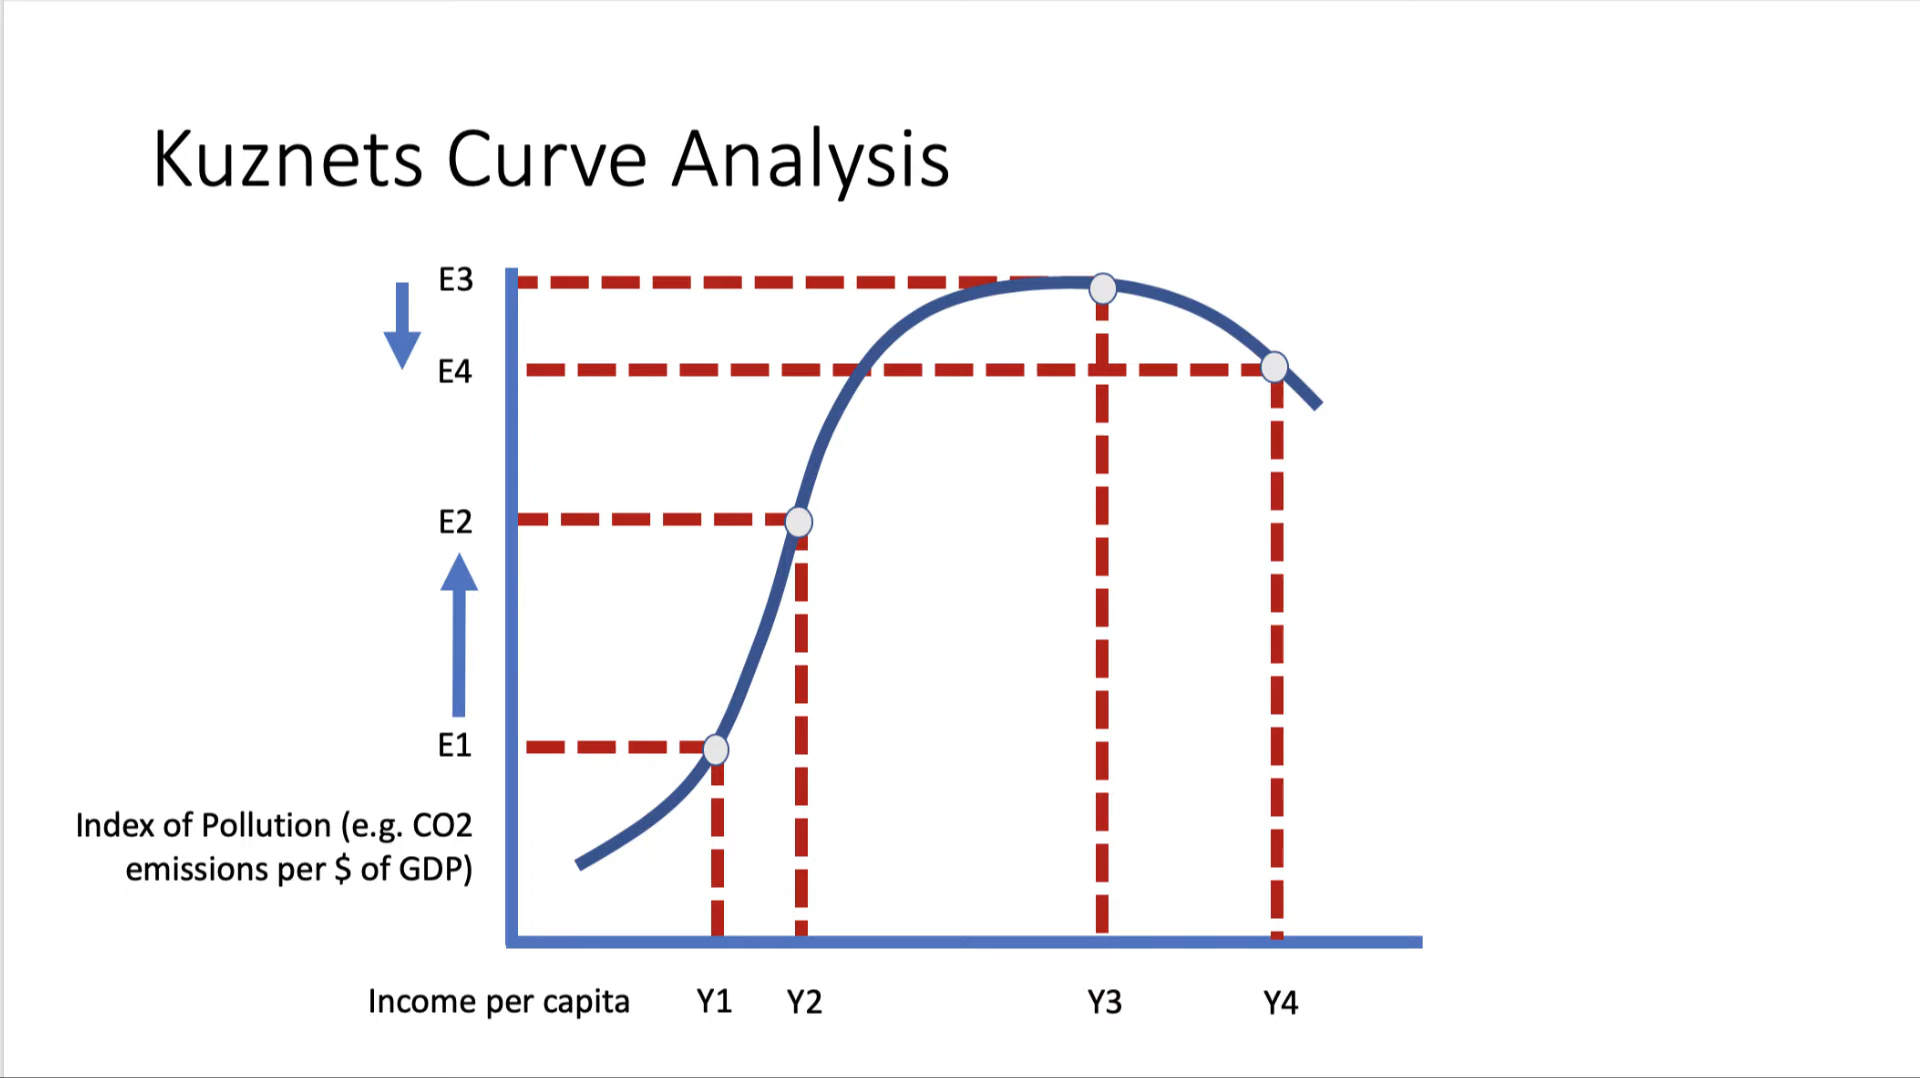 Kuznets Curve Analysis
E3
E4
E2
E1
Index of Pollution (e.g. CO2
emissions per $ of GDP)
Income per capita
Y1
Y2
Y3
Y4